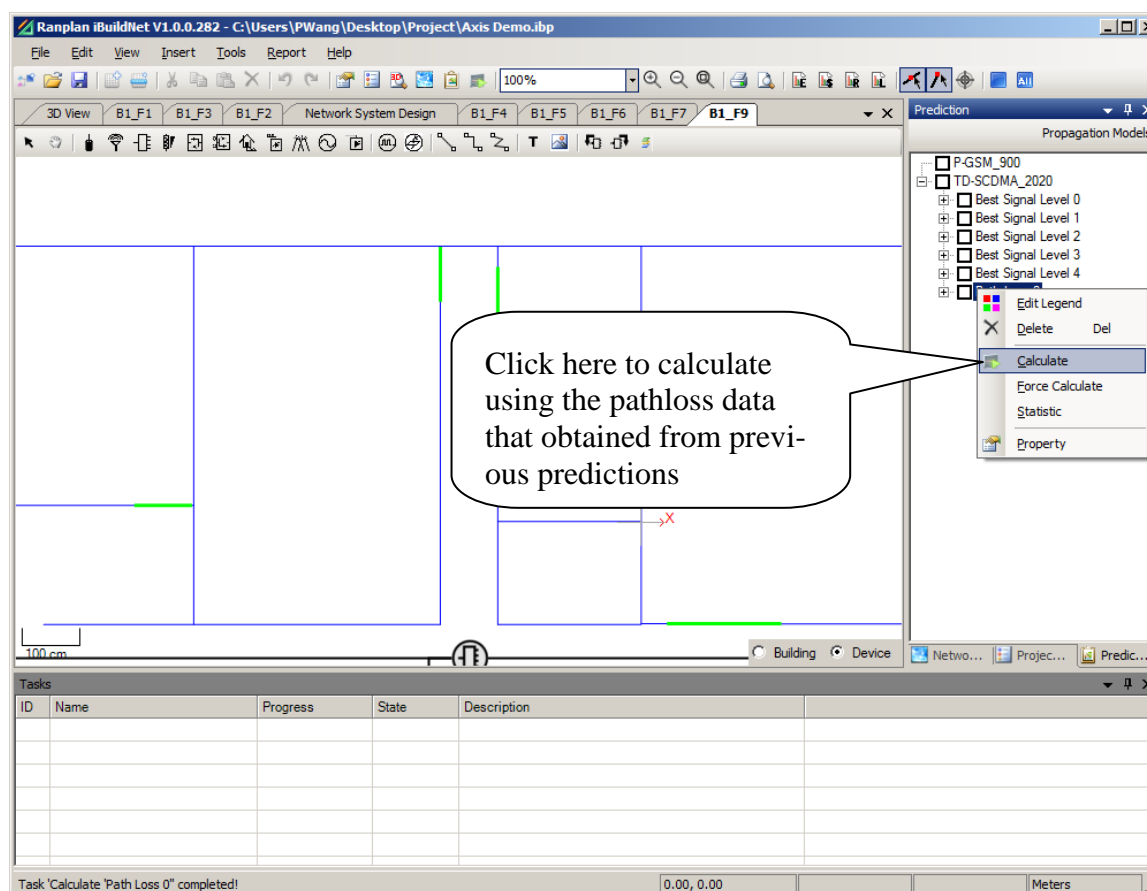 Ranplan iBuildNet V1.0.0.282 - C:\Users\PWang\Desktop\Project\Axis Demo.ibp
File Edit View Insert Tools Report Help
100%
3D View B1_F1 B1_F3 B1_F2 Network System Design B1_F4 B1_F5 B1_F6 B1_F7 B1_F9
Prediction
Propagation Models
P-GSM_900
TD-SCDMA_2020
Best Signal Level 0
Best Signal Level 1
Best Signal Level 2
Best Signal Level 3
Best Signal Level 4
Edit Legend
Delete Del
Calculate
Force Calculate
Statistic
Property
Click here to calculate
using the pathloss data
that obtained from previ-
ous predictions
X
100 cm
Building Device
Netwo... Projec... Predic...
Tasks
ID Name Progress State Description
Task 'Calculate 'Path Loss 0'' completed! 0.00, 0.00 Meters